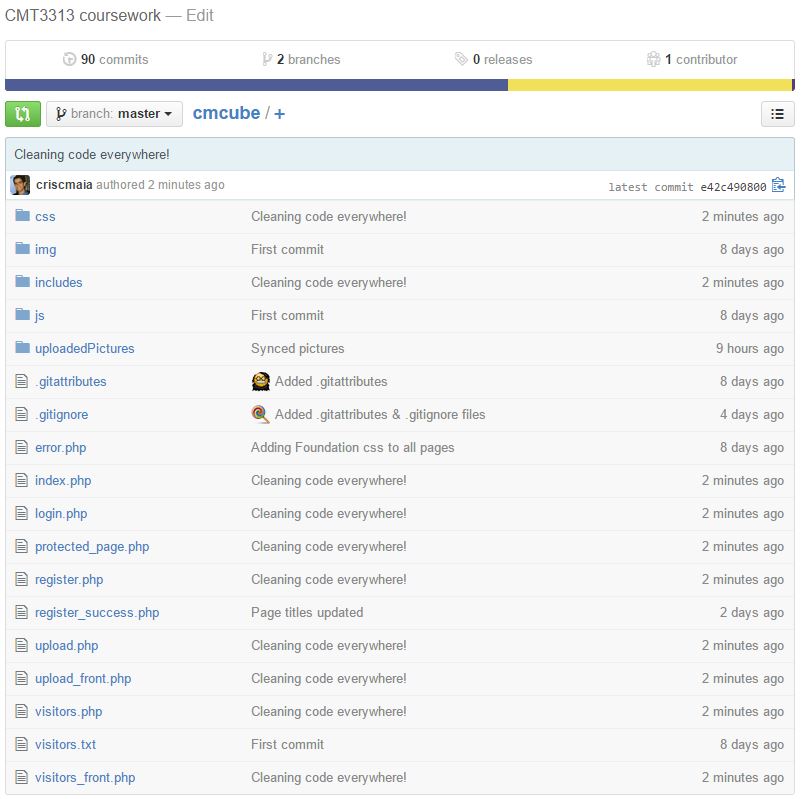 CMT3313 coursework — Edit
90 commits 2 branches 0 releases 1 contributor
branch: master cmcube / +
Cleaning code everywhere!
criscmaia authored 2 minutes ago latest commit e42c490800
css Cleaning code everywhere! 2 minutes ago
img First commit 8 days ago
includes Cleaning code everywhere! 2 minutes ago
js First commit 8 days ago
uploadedPictures Synced pictures 9 hours ago
.gitattributes Added .gitattributes 8 days ago
.gitignore Added .gitattributes & .gitignore files 4 days ago
error.php Adding Foundation css to all pages 8 days ago
index.php Cleaning code everywhere! 2 minutes ago
login.php Cleaning code everywhere! 2 minutes ago
protected_page.php Cleaning code everywhere! 2 minutes ago
register.php Cleaning code everywhere! 2 minutes ago
register_success.php Page titles updated 2 days ago
upload.php Cleaning code everywhere! 2 minutes ago
upload_front.php Cleaning code everywhere! 2 minutes ago
visitors.php Cleaning code everywhere! 2 minutes ago
visitors.txt First commit 8 days ago
visitors_front.php Cleaning code everywhere! 2 minutes ago